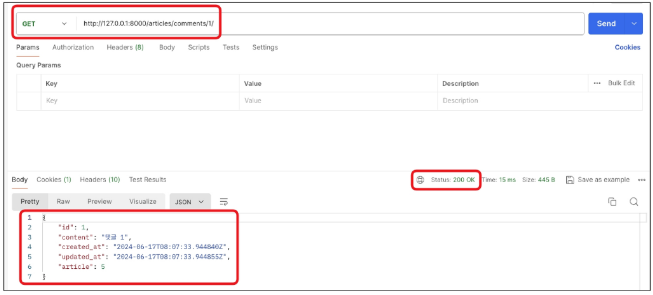 GET http://127.0.0.1:8000/articles/comments/1/ Send
Params Authorization Headers (8) Body Scripts Tests Settings Cookies
Query Params
Key Value Description ••• Bulk Edit
Key Value Description
Body Cookies (1) Headers (10) Test Results Status: 200 OK Time: 15 ms Size: 445 B Save as example •••
Pretty Raw Preview Visualize JSON
1 {
2 "id": 1,
3 "content": "댓글 1",
4 "created_at": "2024-06-17T08:07:33.944840Z",
5 "updated_at": "2024-06-17T08:07:33.944855Z",
6 "article": 5
7 }